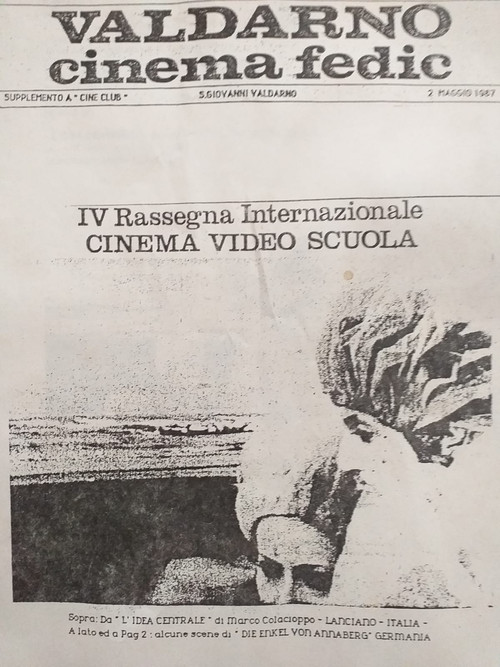 VALDARNO
cinema fedic
SUPPLEMENTO A "CINE CLUB" S.GIOVANNI VALDARNO 2 MAGGIO 1987
IV Rassegna Internazionale
CINEMA VIDEO SCUOLA
Sopra: Da " L' IDEA CENTRALE " di Marco Colacioppo - LANCIANO - ITALIA -
A lato ed a Pag 2 : alcune scene di " DIE ENKEL VON ANNABERG" GERMANIA